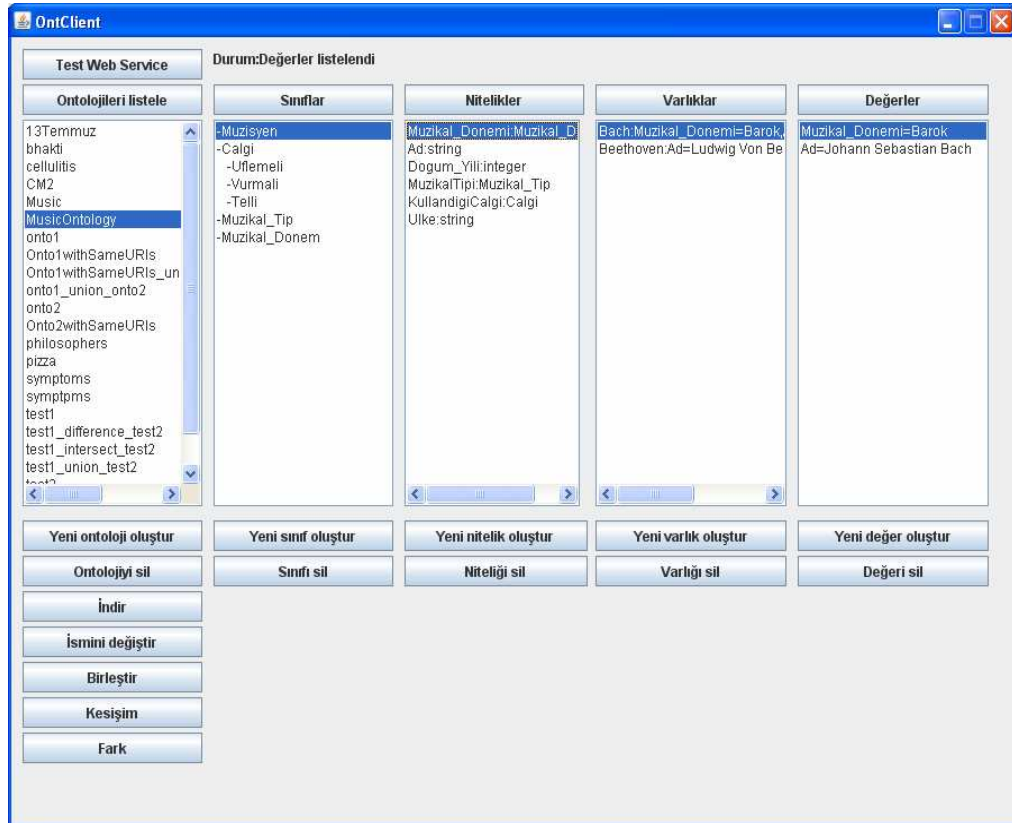 OntClient
Test Web Service
Durum:Değerler listelendi
Ontolojileri listele
Sınıflar
Nitelikler
Varlıklar
Değerler
13Temmuz
bhakti
cellulitis
CM2
Music
MusicOntology
onto1
Onto1withSameURIs
Onto1withSameURIs_un
onto1_union_onto2
onto2
Onto2withSameURIs
philosophers
pizza
symptoms
symptpms
test1
test1_difference_test2
test1_intersect_test2
test1_union_test2
test2
-Muzisyen
-Calgi
-Uflemeli
-Vurmali
-Telli
-Muzikal_Tip
-Muzikal_Donem
Muzikal_Donemi:Muzikal_D
Ad:string
Dogum_Yili:integer
MuzikalTipi:Muzikal_Tip
KullandigiCalgi:Calgi
Ulke:string
Bach:Muzikal_Donemi=Barok,
Beethoven:Ad=Ludwig Von Be
Muzikal_Donemi=Barok
Ad=Johann Sebastian Bach
Yeni ontoloji oluştur
Yeni sınıf oluştur
Yeni nitelik oluştur
Yeni varlık oluştur
Yeni değer oluştur
Ontolojiyi sil
Sınıfı sil
Niteliği sil
Varlığı sil
Değeri sil
İndir
İsmini değiştir
Birleştir
Kesişim
Fark